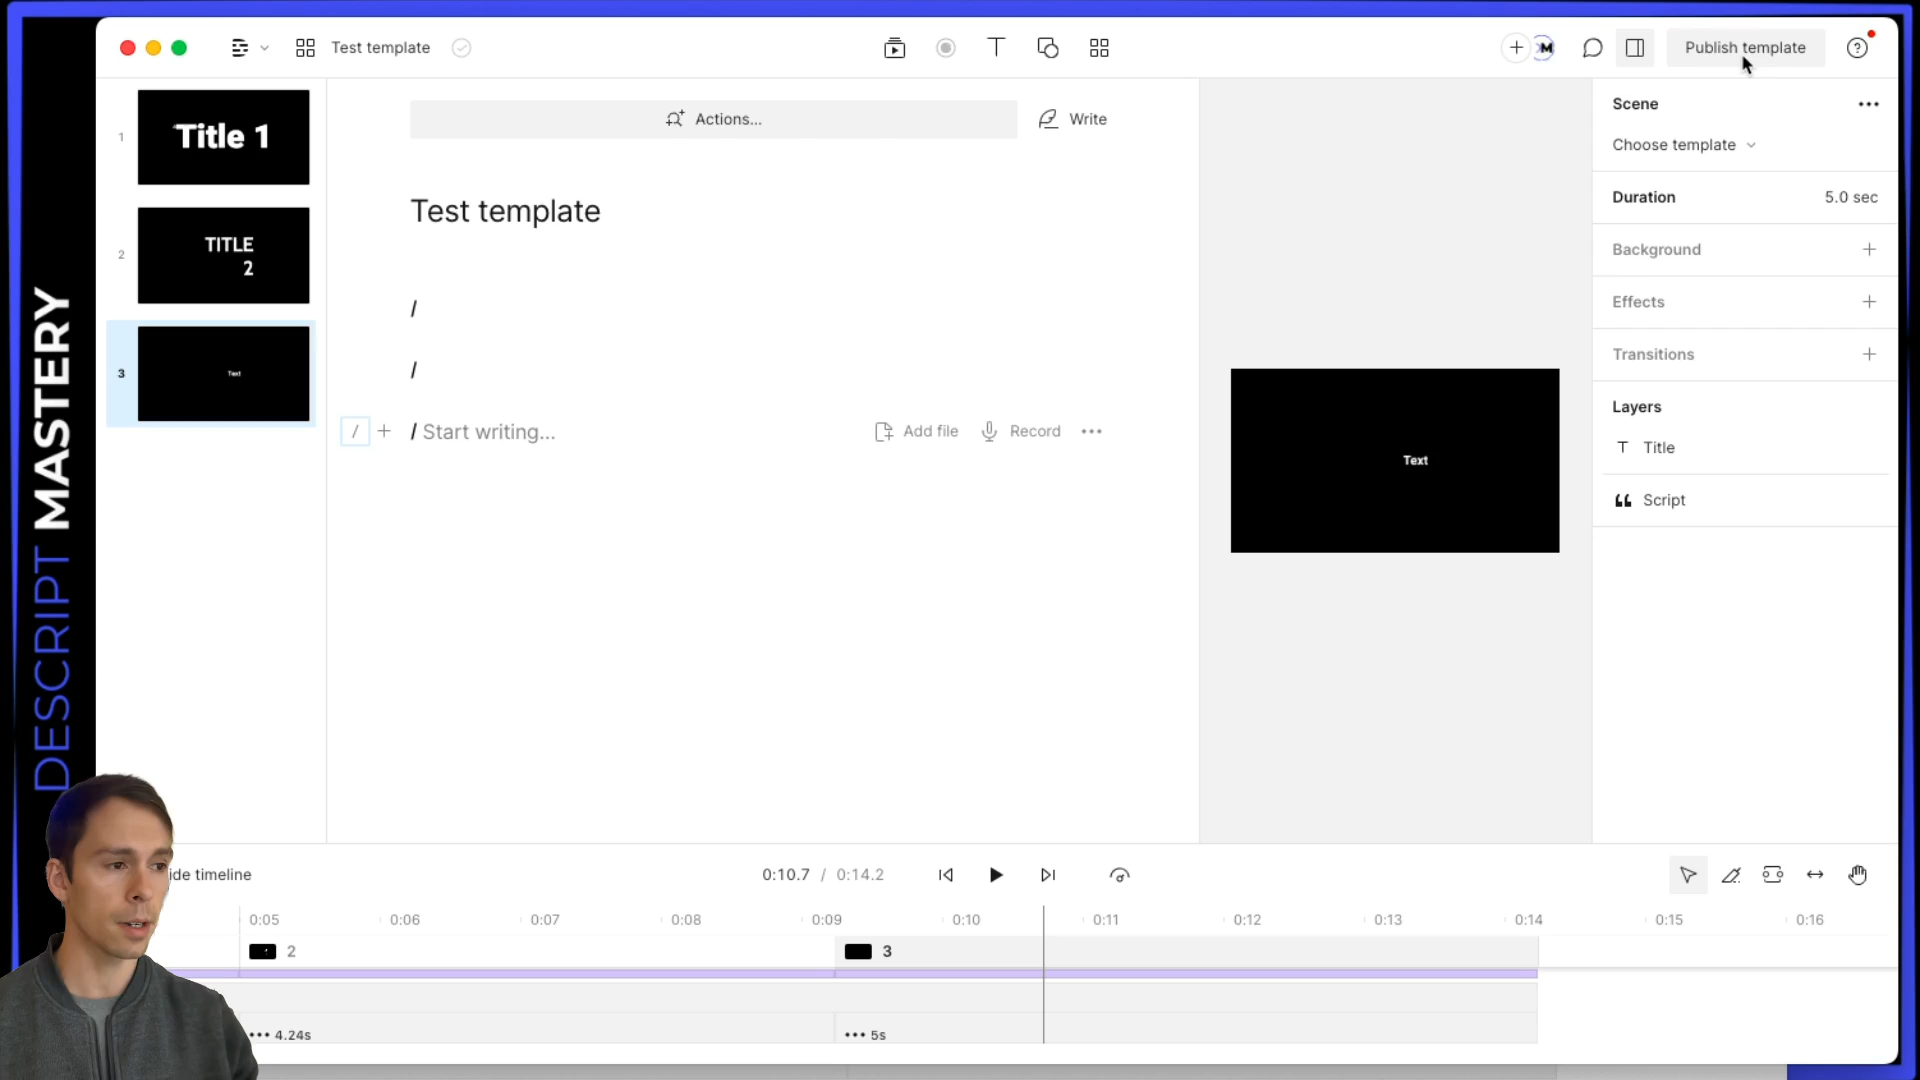 DESCRIPT MASTERY
Test template
Publish template
1
Title 1
2
TITLE
2
3
Text
Actions...
Write
Test template
/
/
/
/ Start writing...
Add file
Record
Text
Scene
Choose template
Duration
5.0 sec
Background
Effects
Transitions
Layers
Title
Script
ide timeline
0:10.7 / 0:14.2
0:05
0:06
0:07
0:08
0:09
0:10
0:11
0:12
0:13
0:14
0:15
0:16
2
3
4.24s
5s